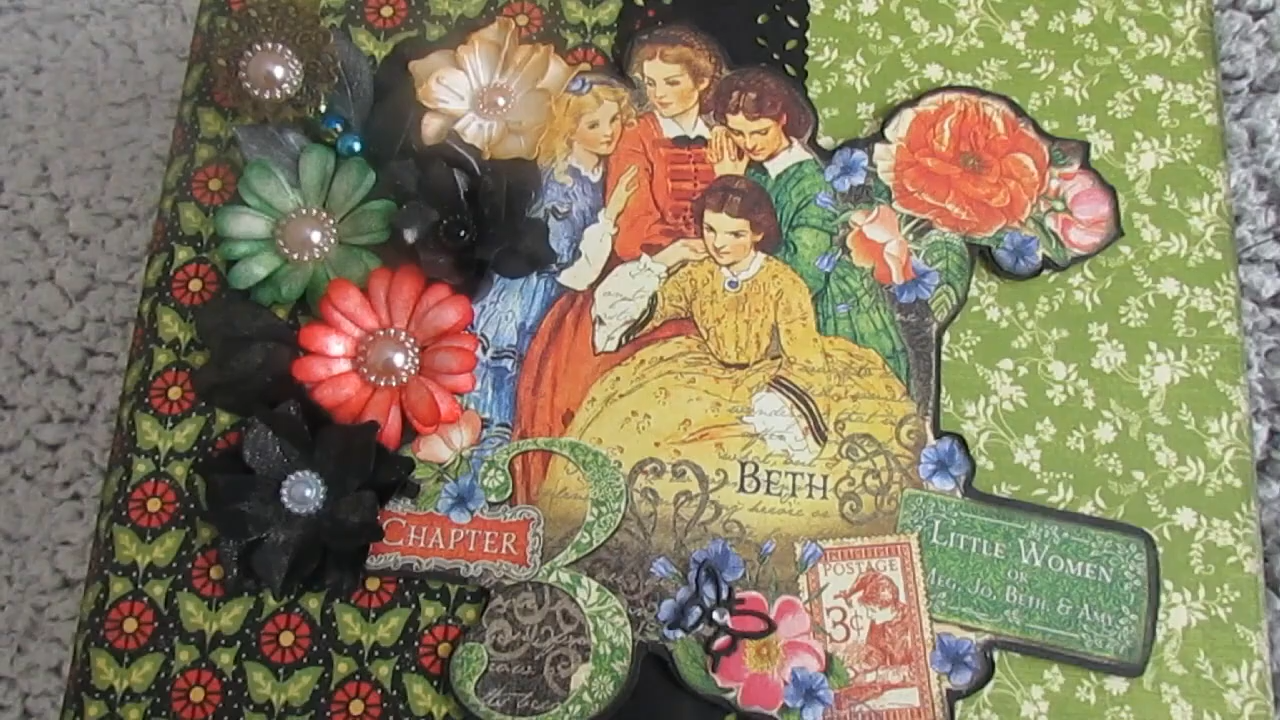 BETH
CHAPTER
3
LITTLE WOMEN
OR
MEG, JO, BETH, & AMY
POSTAGE
3¢